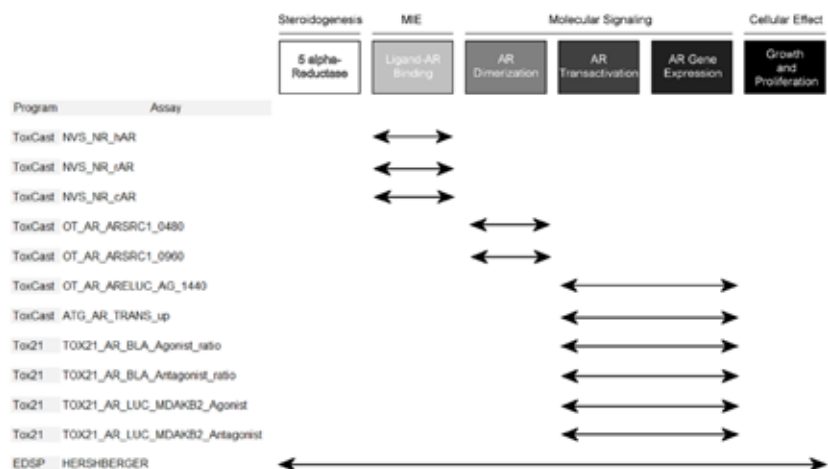 Steroidogenesis MIE Molecular Signaling Cellular Effect
5 alpha-
Reductase
Ligand-AR
Binding
AR
Dimerization
AR
Transactivation
AR Gene
Expression
Growth
and
Proliferation
Program Assay
ToxCast NVS_NR_hAR
ToxCast NVS_NR_rAR
ToxCast NVS_NR_cAR
ToxCast OT_AR_ARSRC1_0480
ToxCast OT_AR_ARSRC1_0960
ToxCast OT_AR_ARELUC_AG_1440
ToxCast ATG_AR_TRANS_up
Tox21 TOX21_AR_BLA_Agonist_ratio
Tox21 TOX21_AR_BLA_Antagonist_ratio
Tox21 TOX21_AR_LUC_MDAKB2_Agonist
Tox21 TOX21_AR_LUC_MDAKB2_Antagonist
EDSP HERSHBERGER